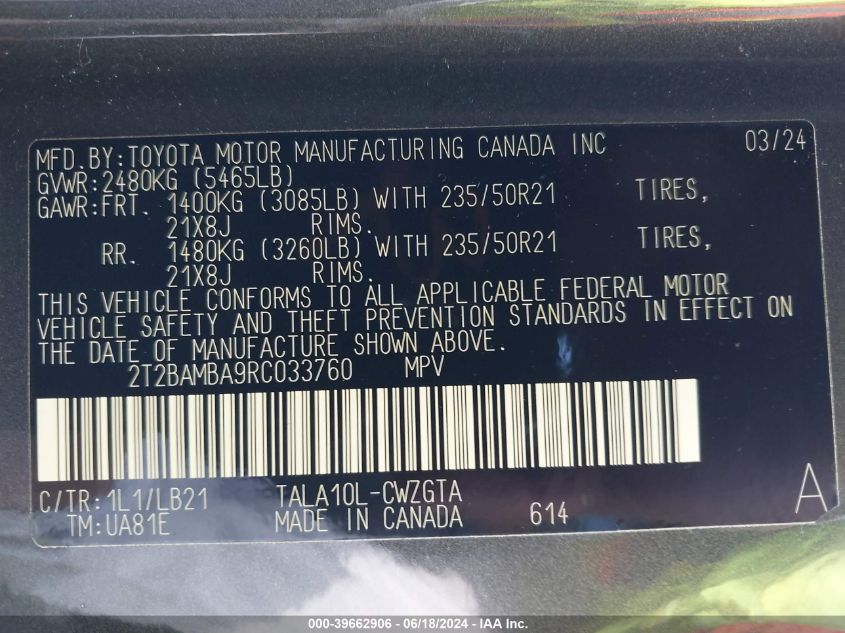 MFD.BY:TOYOTA MOTOR MANUFACTURING CANADA INC 03/24
GVWR:2480KG (5465LB)
GAWR:FRT. 1400KG (3085LB) WITH 235/50R21 TIRES,
21X8J RIMS.
RR. 1480KG (3260LB) WITH 235/50R21 TIRES,
21X8J RIMS.
THIS VEHICLE CONFORMS TO ALL APPLICABLE FEDERAL MOTOR
VEHICLE SAFETY AND THEFT PREVENTION STANDARDS IN EFFECT ON
THE DATE OF MANUFACTURE SHOWN ABOVE.
2T2BAMBA9RC033760 MPV
C/TR:1L1/LB21 TALA10L-CWZGTA A
TM:UA81E MADE IN CANADA 614
000-39662906 - 06/18/2024 - IAA Inc.